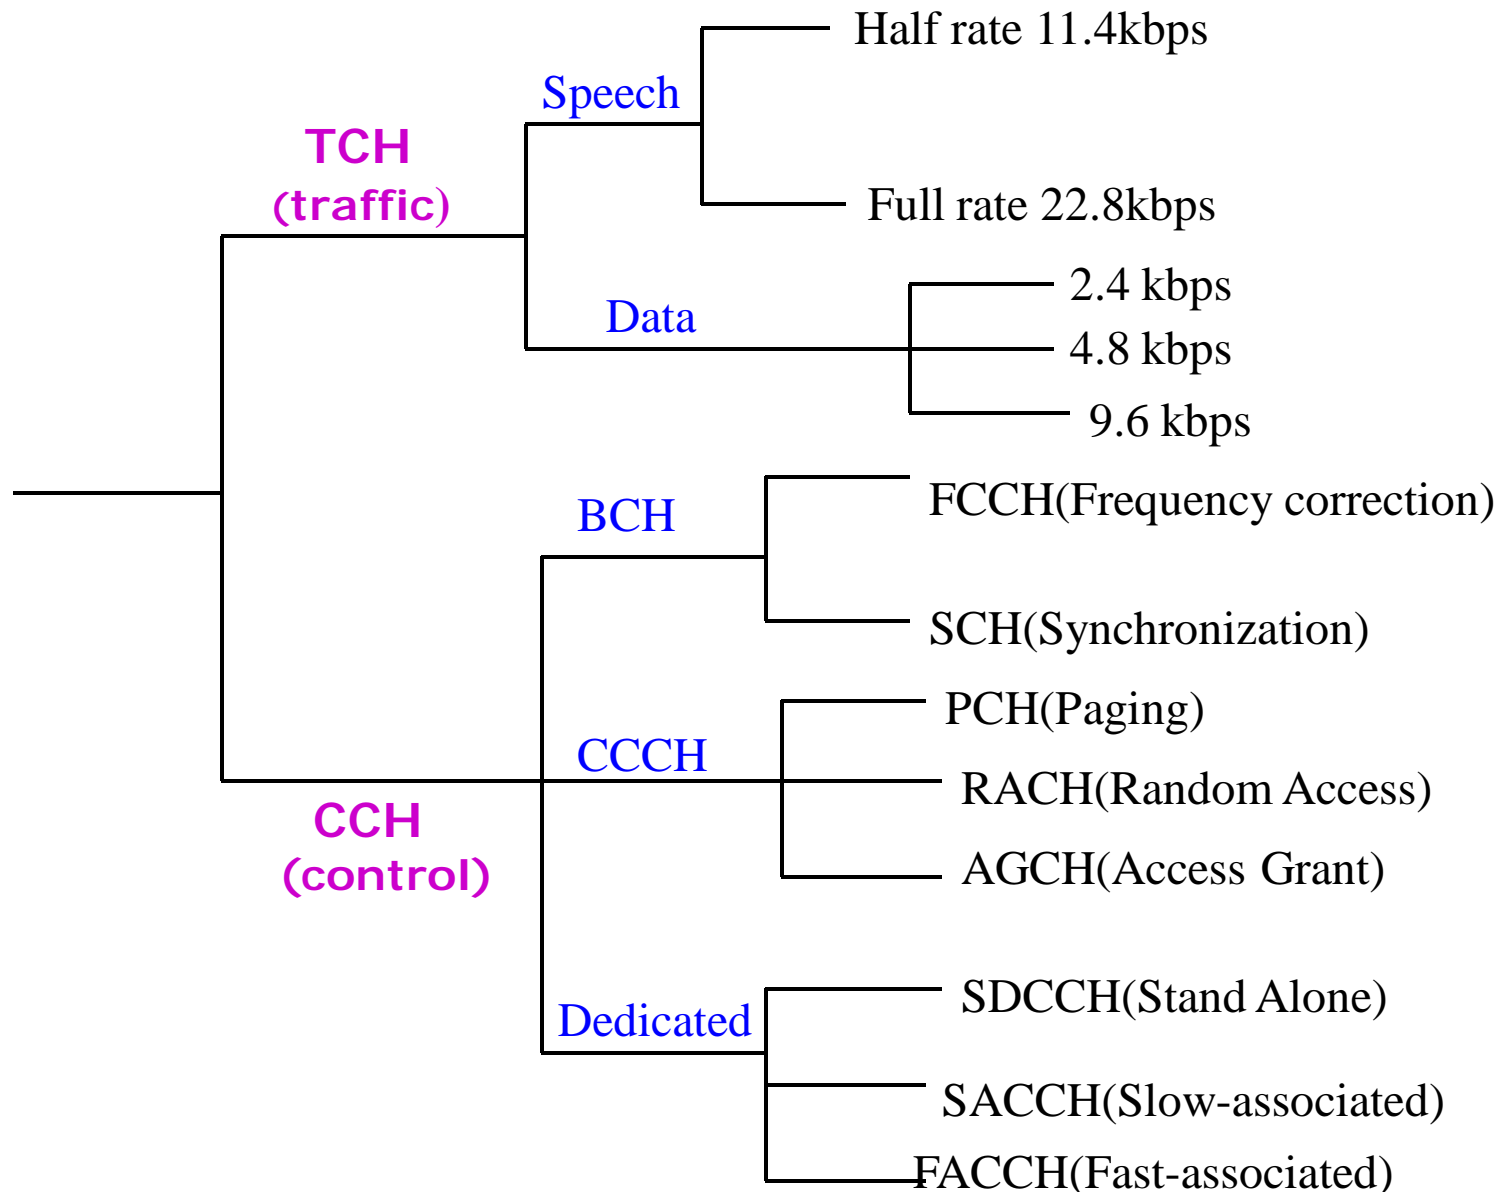 Half rate 11.4kbps
Speech
TCH
(traffic)
Full rate 22.8kbps
2.4 kbps
Data
4.8 kbps
9.6 kbps
BCH
FCCH(Frequency correction)
SCH(Synchronization)
PCH(Paging)
CCCH
RACH(Random Access)
CCH
(control)
AGCH(Access Grant)
SDCCH(Stand Alone)
Dedicated
SACCH(Slow-associated)
FACCH(Fast-associated)